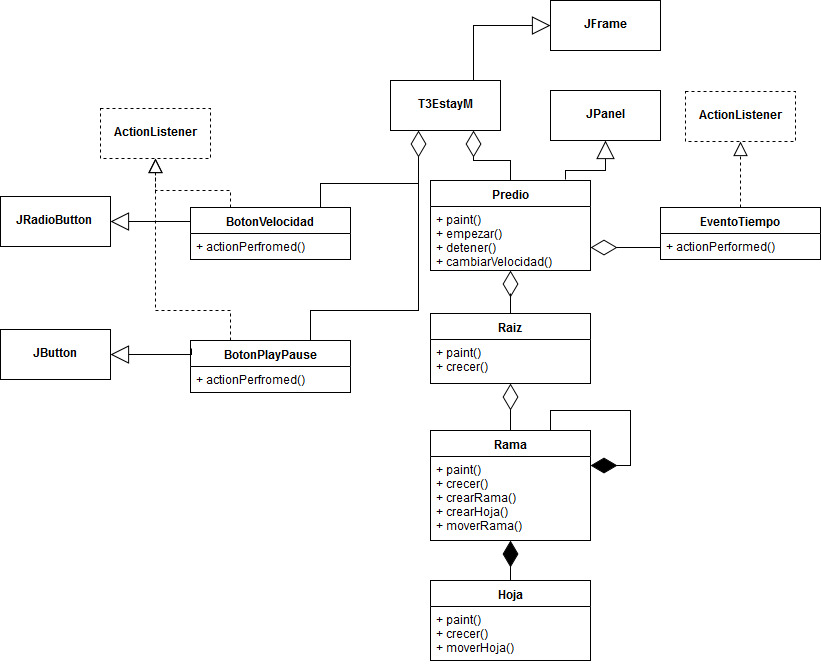 JFrame
T3EstayM
JPanel
ActionListener
ActionListener
Predio
+ paint()
+ empezar()
+ detener()
+ cambiarVelocidad()
JRadioButton
BotonVelocidad
+ actionPerfromed()
EventoTiempo
+ actionPerformed()
Raiz
+ paint()
+ crecer()
JButton
BotonPlayPause
+ actionPerfromed()
Rama
+ paint()
+ crecer()
+ crearRama()
+ crearHoja()
+ moverRama()
Hoja
+ paint()
+ crecer()
+ moverHoja()